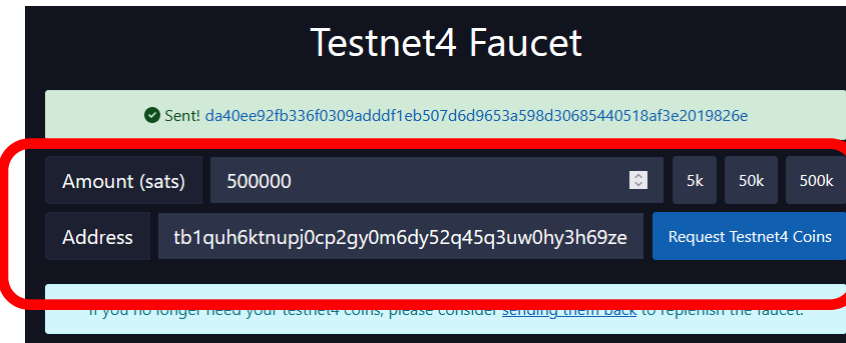 Testnet4 Faucet
Sent! da40ee92fb336f0309adddf1eb507d6d9653a598d30685440518af3e2019826e
Amount (sats) 500000 5k 50k 500k
Address tb1quh6ktnupj0cp2gy0m6dy52q45q3uw0hy3h69ze Request Testnet4 Coins
If you no longer need your testnet4 coins, please consider sending them back to replenish the faucet.